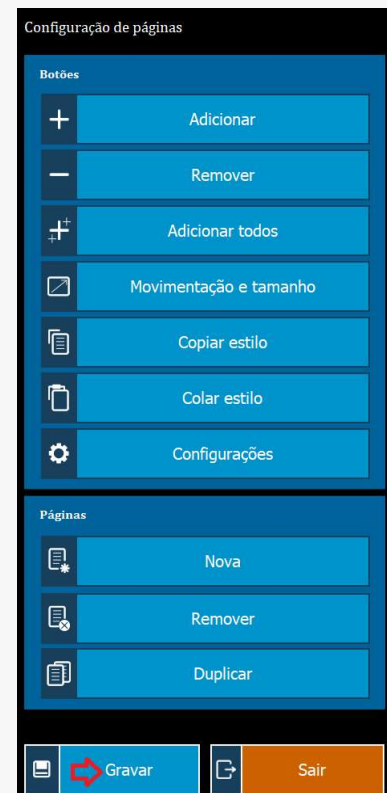 Configuração de páginas
Botões
Adicionar
Remover
Adicionar todos
Movimentação e tamanho
Copiar estilo
Colar estilo
Configurações
Páginas
Nova
Remover
Duplicar
Gravar
Sair